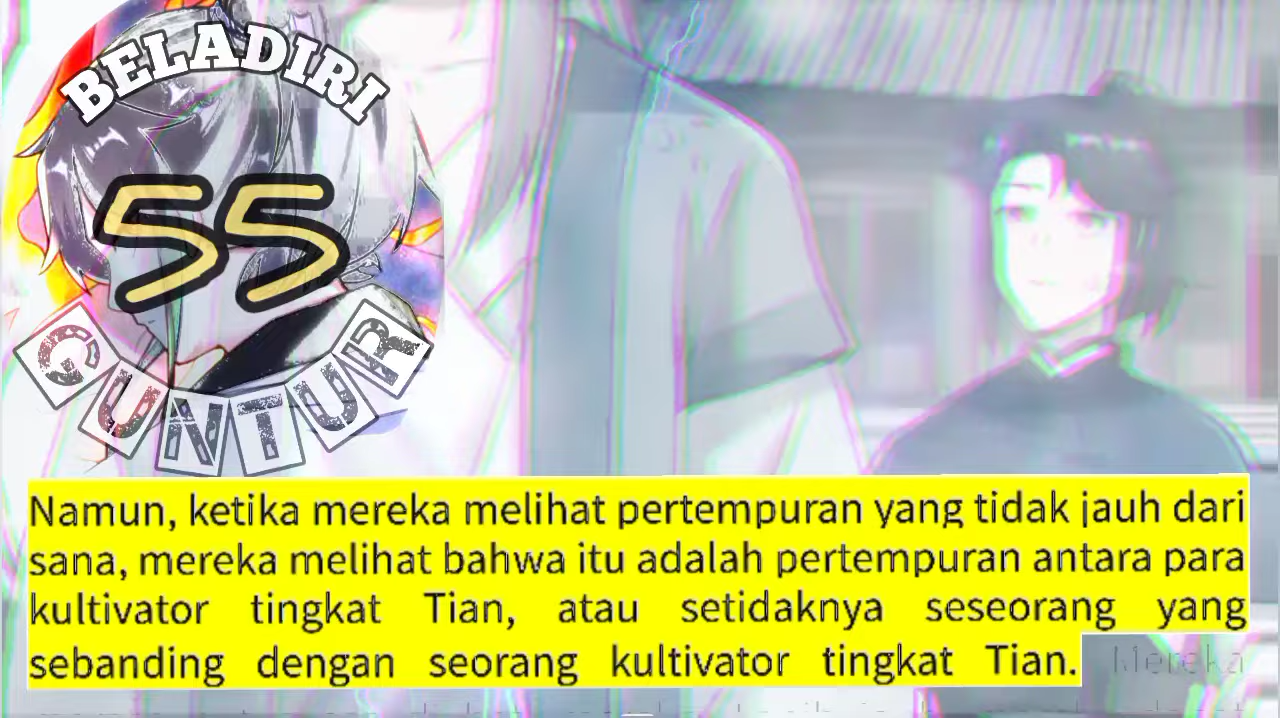 BELADIRI
55
GUNTUR
Namun, ketika mereka melihat pertempuran yang tidak jauh dari
sana, mereka melihat bahwa itu adalah pertempuran antara para
kultivator tingkat Tian, atau setidaknya seseorang yang
sebanding dengan seorang kultivator tingkat Tian. Mereka